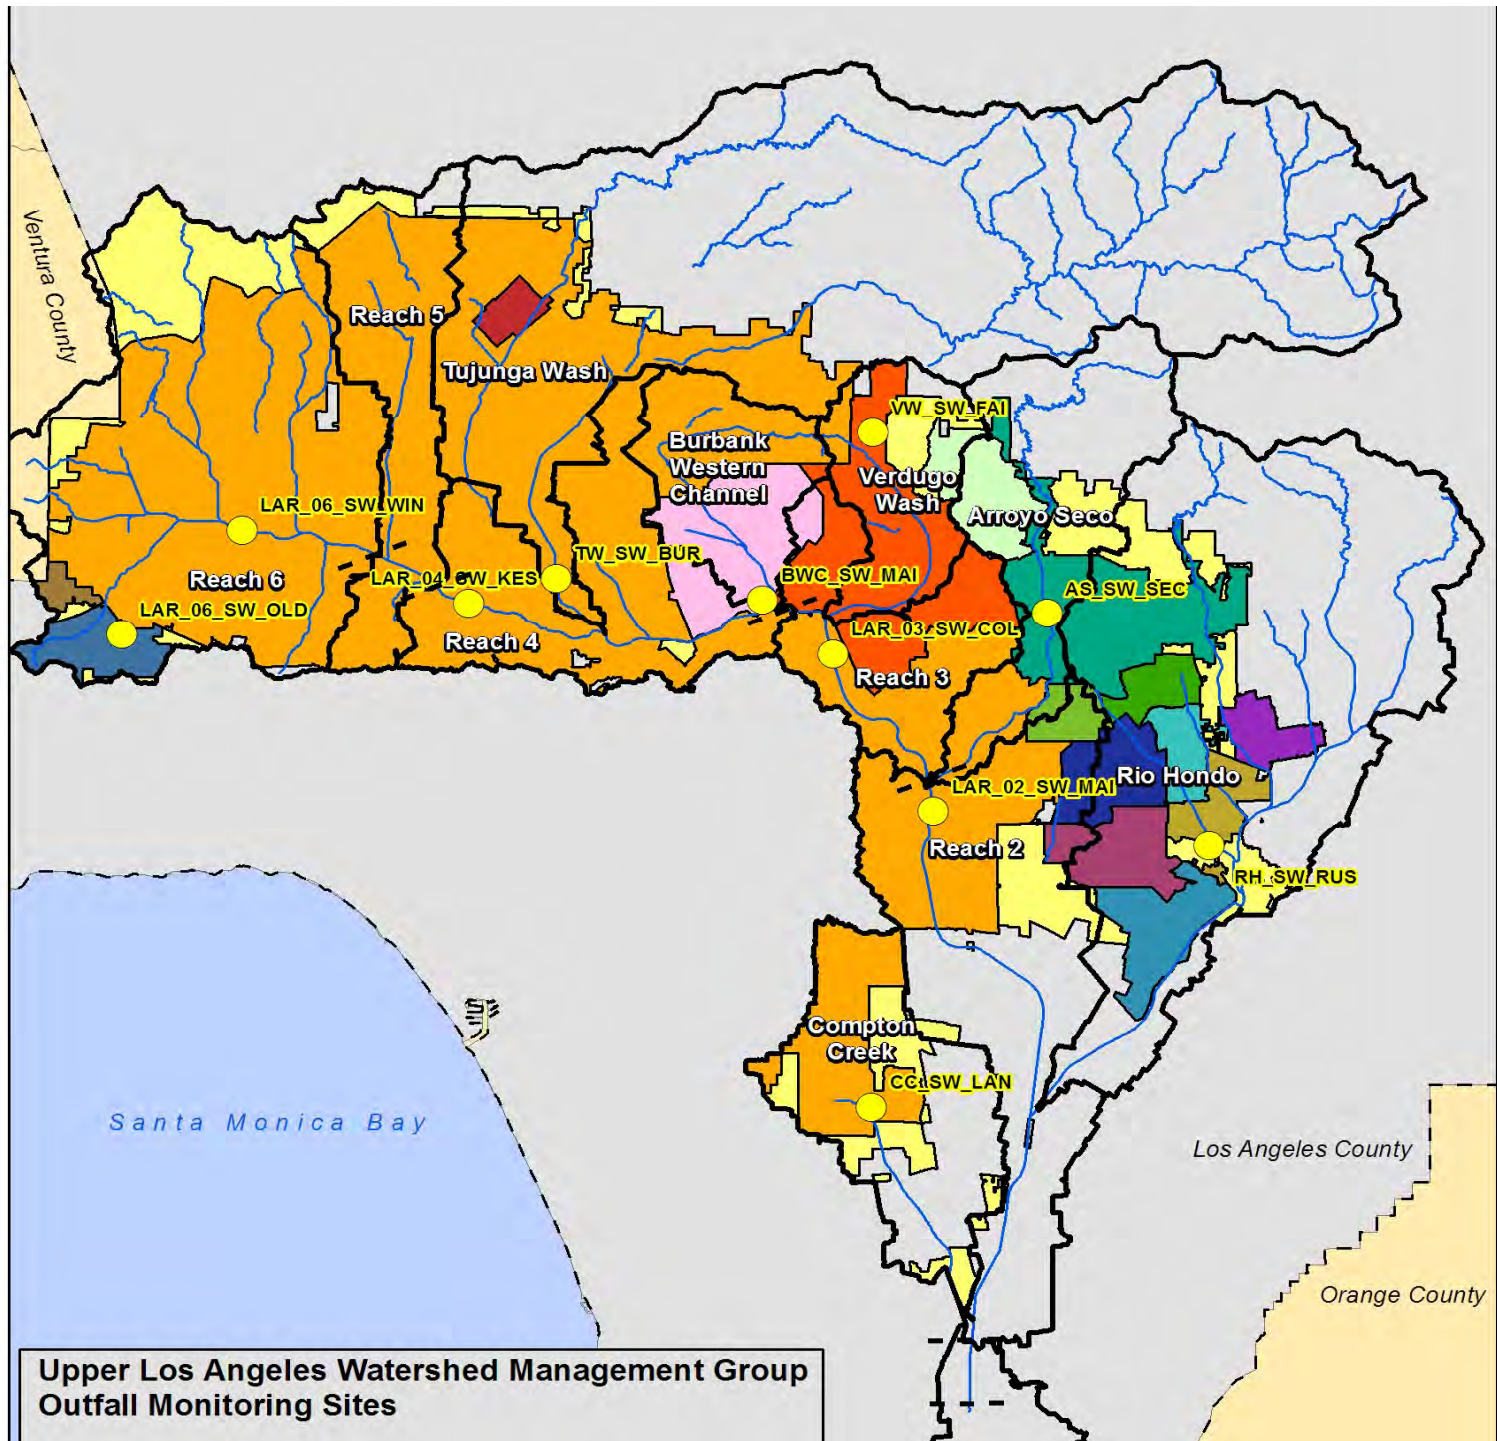 Ventura County
Reach 5
Tujunga Wash
VW_SW_FAI
Burbank
Western
Channel
Verdugo
Wash
LAR_06_SW_WIN
Arroyo Seco
TW_SW_BUR
Reach 6
LAR_04_SW_KES
BWC_SW_MAI
AS_SW_SEC
LAR_06_SW_OLD
LAR_03_SW_COL
Reach 4
Reach 3
Rio Hondo
LAR_02_SW_MAI
Reach 2
RH_SW_RUS
Compton
Creek
CC_SW_LAN
Santa Monica Bay
Los Angeles County
Orange County
Upper Los Angeles Watershed Management Group
Outfall Monitoring Sites